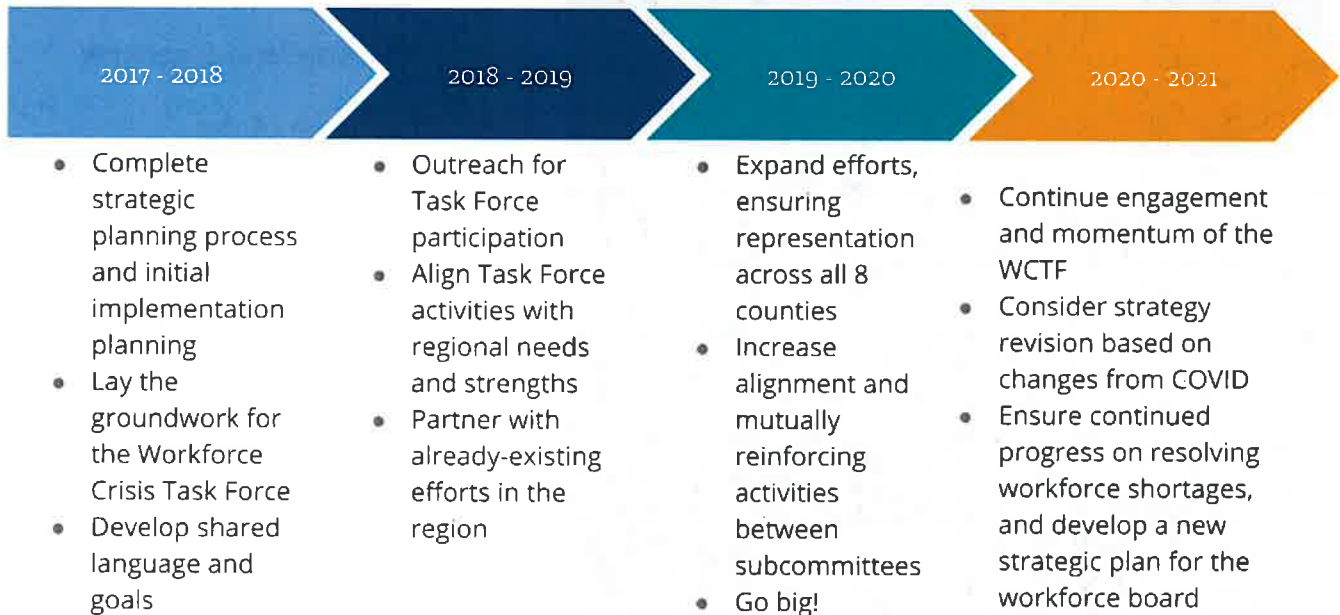 2017 - 2018
2018 - 2019
2019 - 2020
2020 - 2021
• Complete
strategic
planning process
and initial
implementation
planning
• Lay the
groundwork for
the Workforce
Crisis Task Force
• Develop shared
language and
goals
• Outreach for
Task Force
participation
• Align Task Force
activities with
regional needs
and strengths
• Partner with
already-existing
efforts in the
region
• Expand efforts,
ensuring
representation
across all 8
counties
• Increase
alignment and
mutually
reinforcing
activities
between
subcommittees
• Go big!
• Continue engagement
and momentum of the
WCTF
• Consider strategy
revision based on
changes from COVID
• Ensure continued
progress on resolving
workforce shortages,
and develop a new
strategic plan for the
workforce board